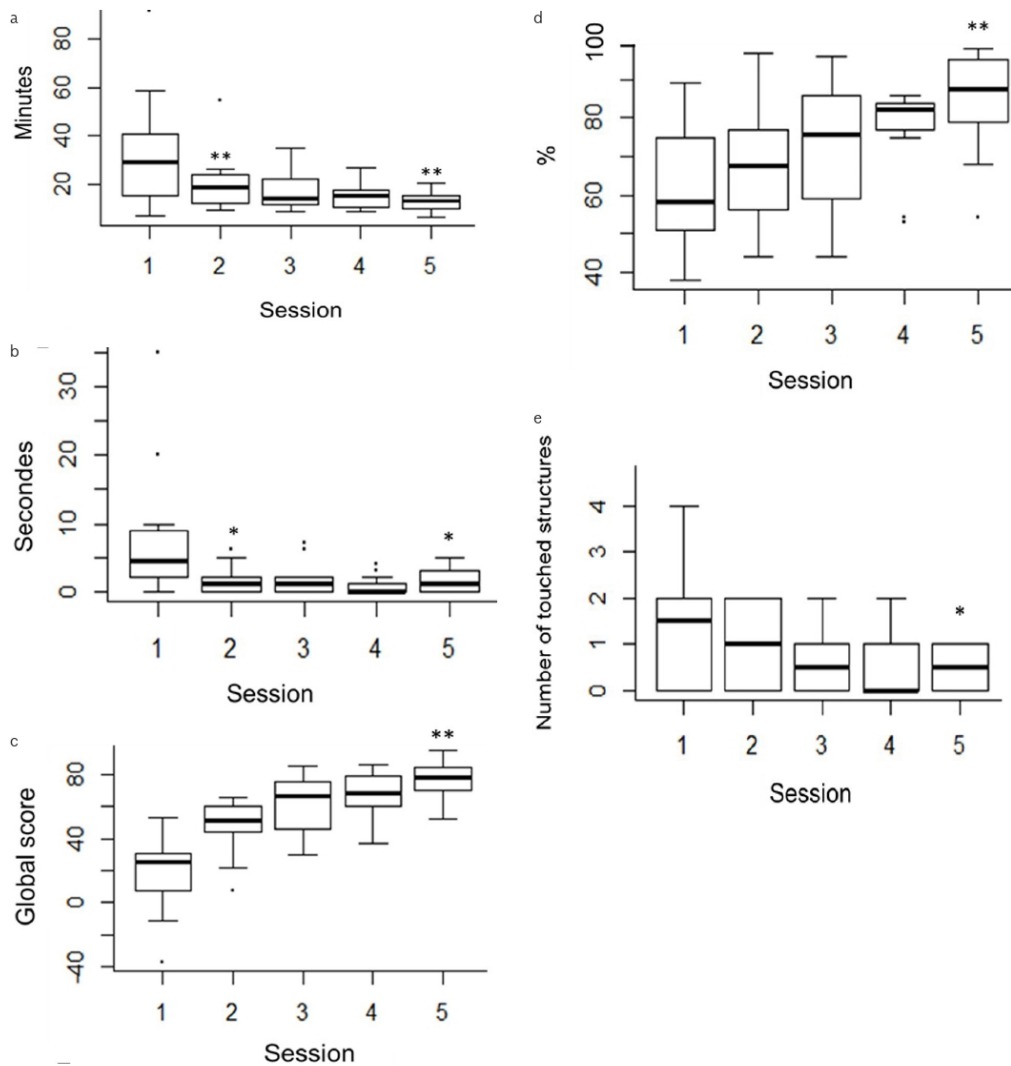 a
Minutes
80
60
40
20
**
**
1 2 3 4 5
Session
b
Secondes
30
20
10
0
*
*
1 2 3 4 5
Session
c
Global score
80
40
0
-40
**
1 2 3 4 5
Session
d
%
100
80
60
40
**
1 2 3 4 5
Session
e
Number of touched structures
4
3
2
1
0
*
1 2 3 4 5
Session